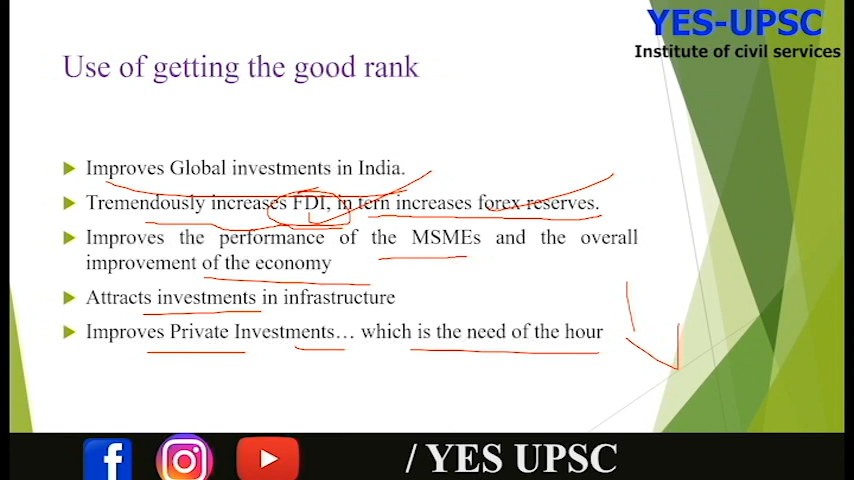 YES-UPSC
Institute of civil services
Use of getting the good rank
Improves Global investments in India.
Tremendously increases FDI, in tern increases forex reserves.
Improves the performance of the MSMEs and the overall
improvement of the economy
Attracts investments in infrastructure
Improves Private Investments… which is the need of the hour
/ YES UPSC